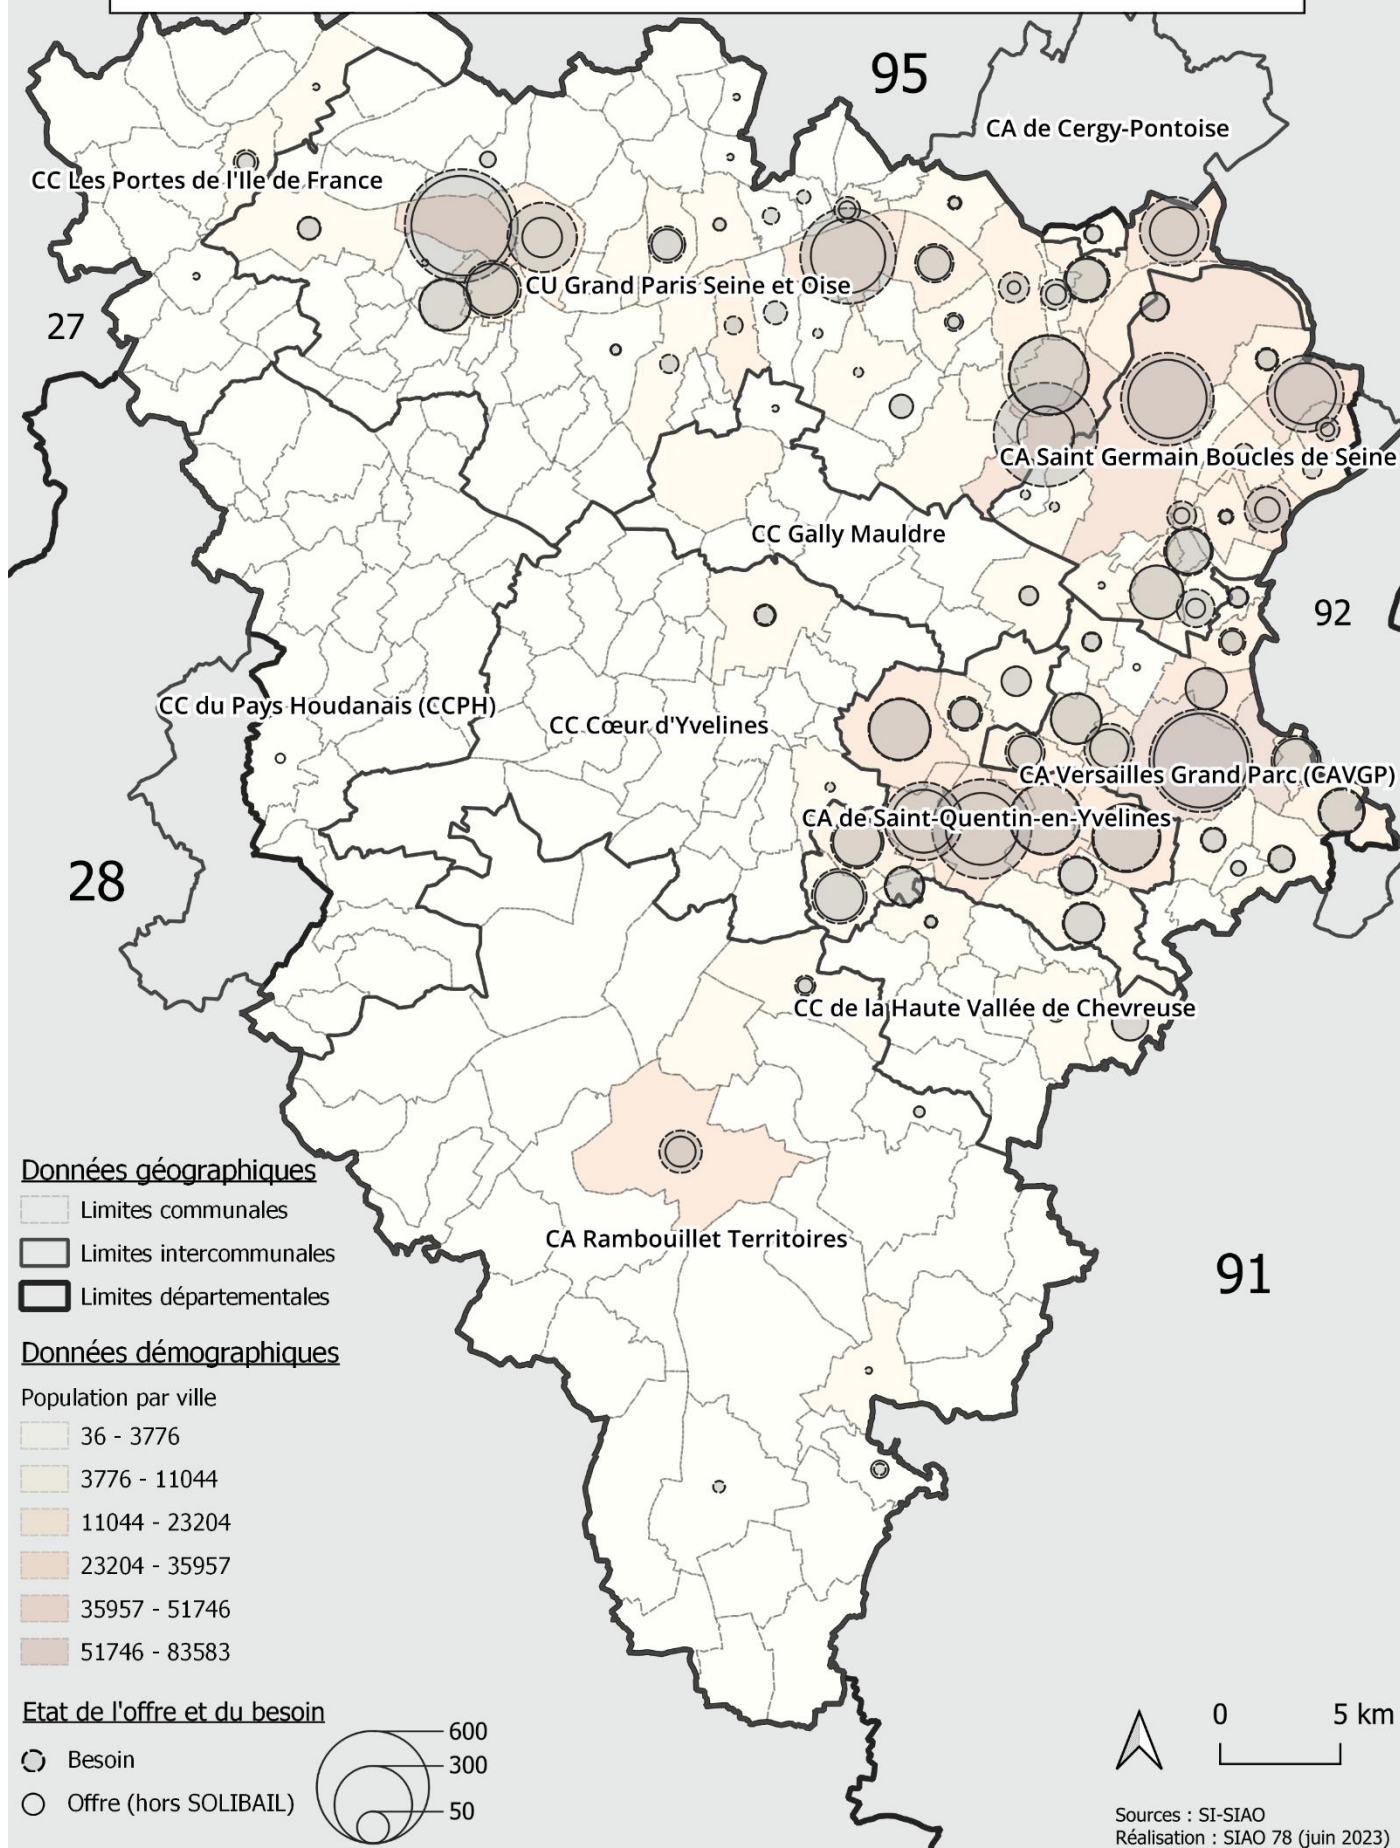 95
CA de Cergy-Pontoise
CC Les Portes de l'Ile de France
CU Grand Paris Seine et Oise
27
CA Saint Germain Boucles de Seine
CC Gally Mauldre
92
CC du Pays Houdanais (CCPH)
CC Cœur d'Yvelines
CA Versailles Grand Parc (CAVGP)
CA de Saint-Quentin-en-Yvelines
28
CC de la Haute Vallée de Chevreuse
CA Rambouillet Territoires
91
Données géographiques
Limites communales
Limites intercommunales
Limites départementales
Données démographiques
Population par ville
36 - 3776
3776 - 11044
11044 - 23204
23204 - 35957
35957 - 51746
51746 - 83583
Etat de l'offre et du besoin
Besoin
Offre (hors SOLIBAIL)
600
300
50
0 5 km
Sources : SI-SIAO
Réalisation : SIAO 78 (juin 2023)